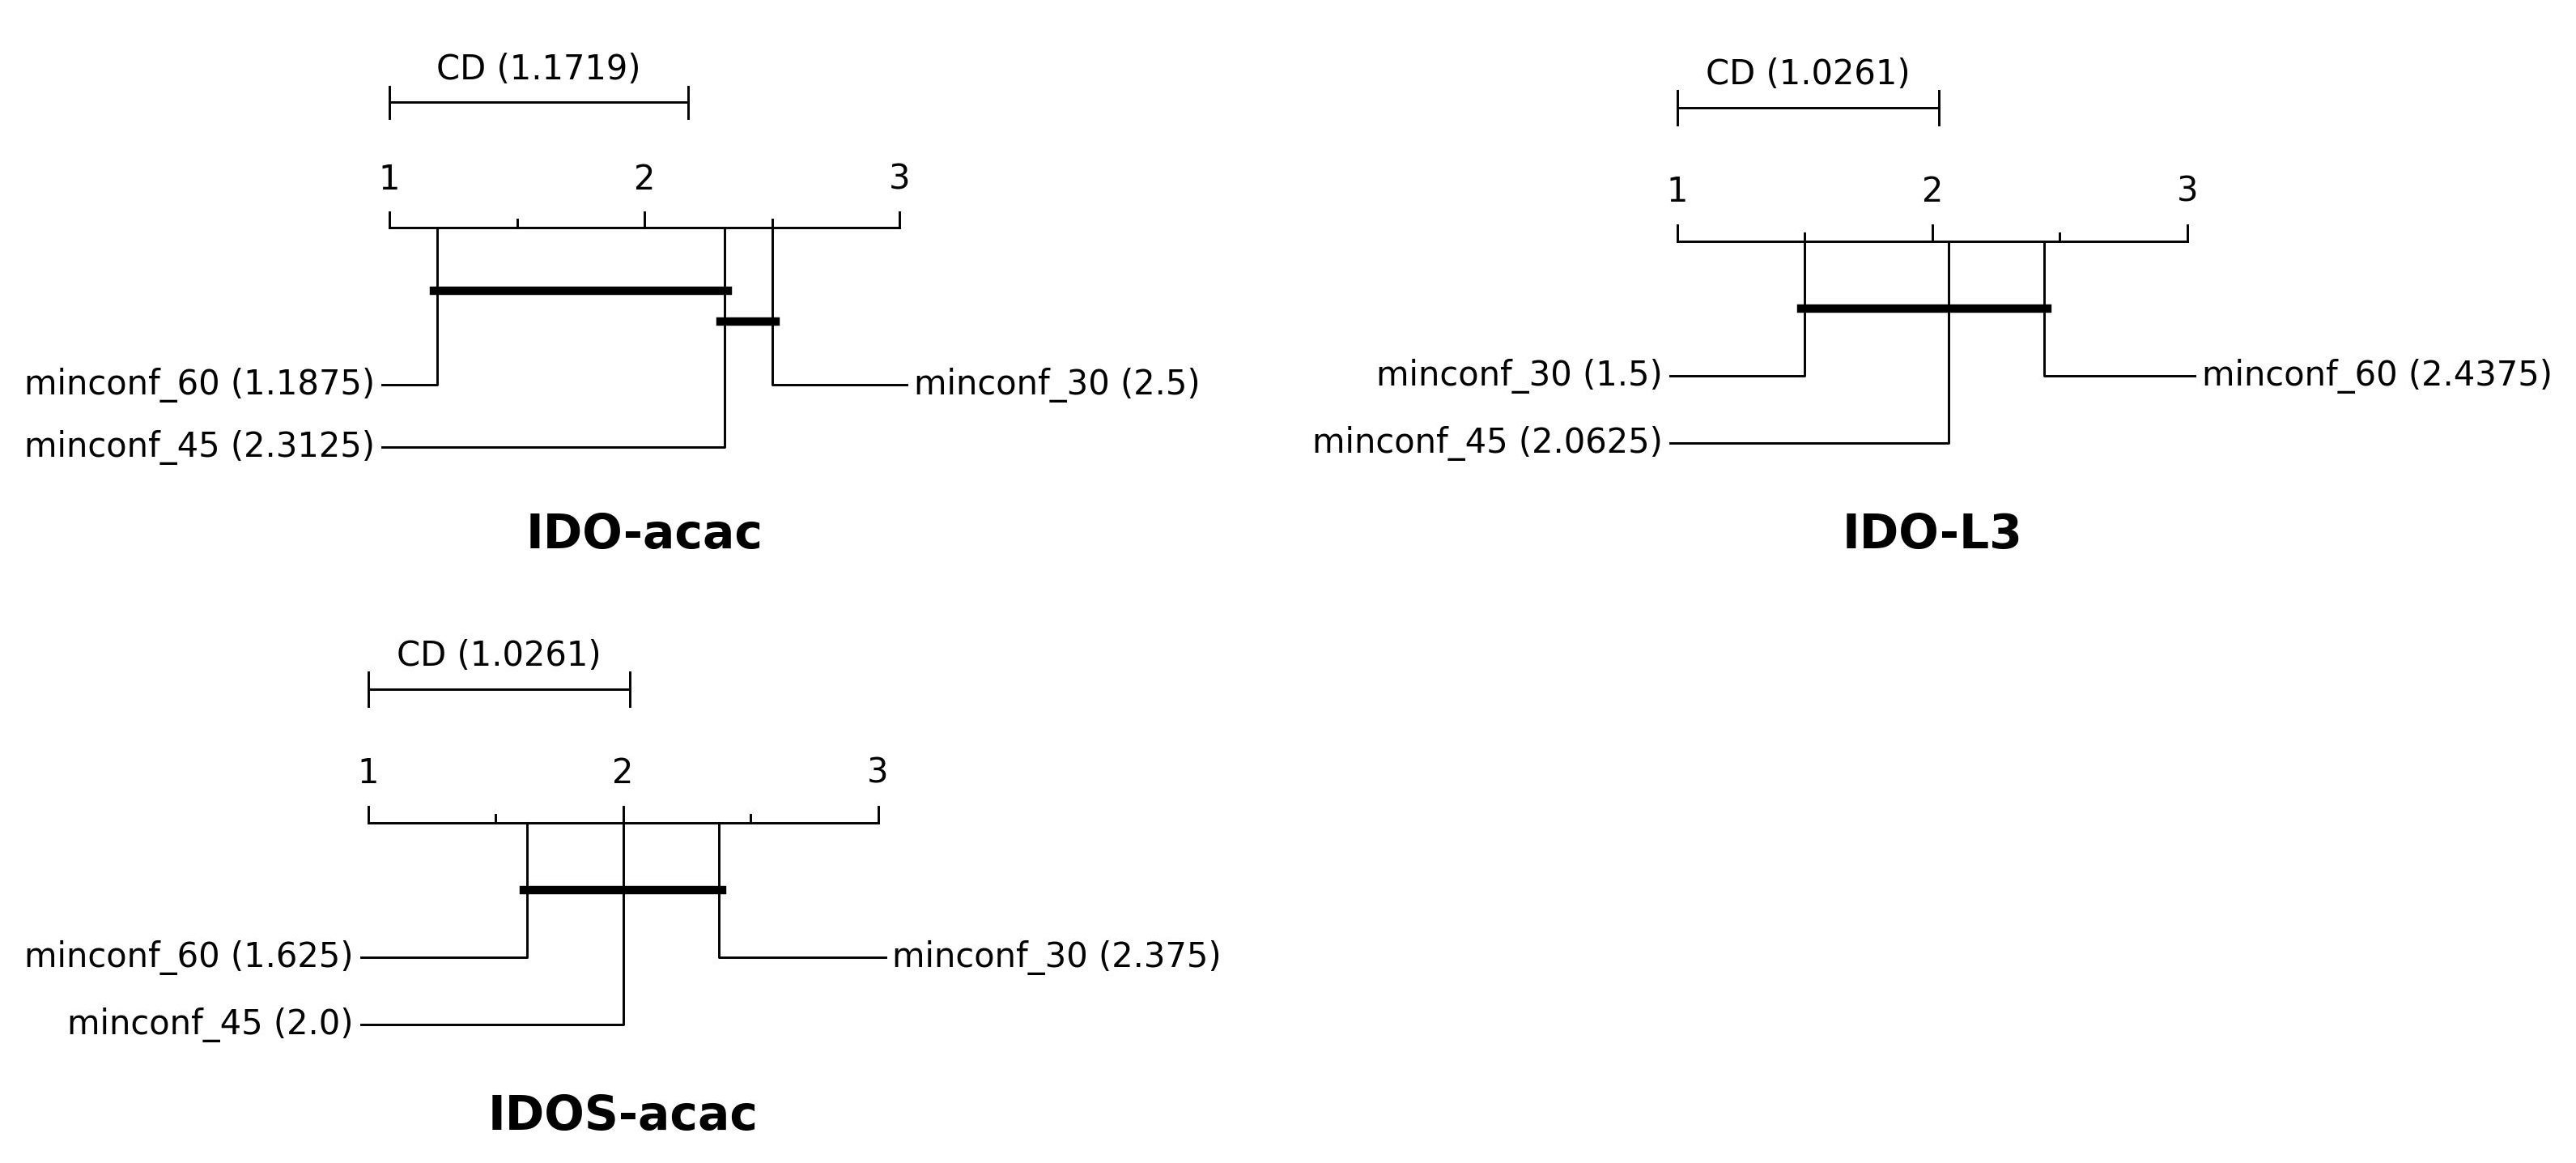 CD (1.1719)
1 2 3
minconf_60 (1.1875)
minconf_30 (2.5)
minconf_45 (2.3125)
IDO-acac
CD (1.0261)
1 2 3
minconf_30 (1.5)
minconf_60 (2.4375)
minconf_45 (2.0625)
IDO-L3
CD (1.0261)
1 2 3
minconf_60 (1.625)
minconf_30 (2.375)
minconf_45 (2.0)
IDOS-acac